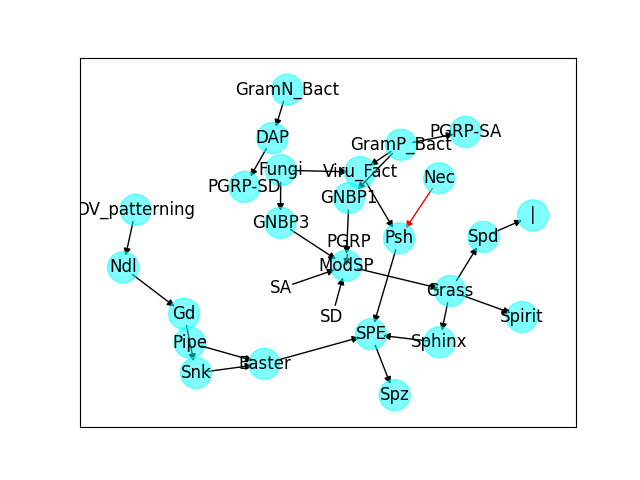 GramN_Bact
PGRP-SA
DAP
GramP_Bact
Fungi
Viru_Fact
Nec
PGRP-SD
GNBP1
DV_patterning
|
GNBP3
Psh
Spd
PGRP
Ndl
ModSP
SA
Grass
Gd
SD
Spirit
SPE
Pipe
Sphinx
Easter
Snk
Spz